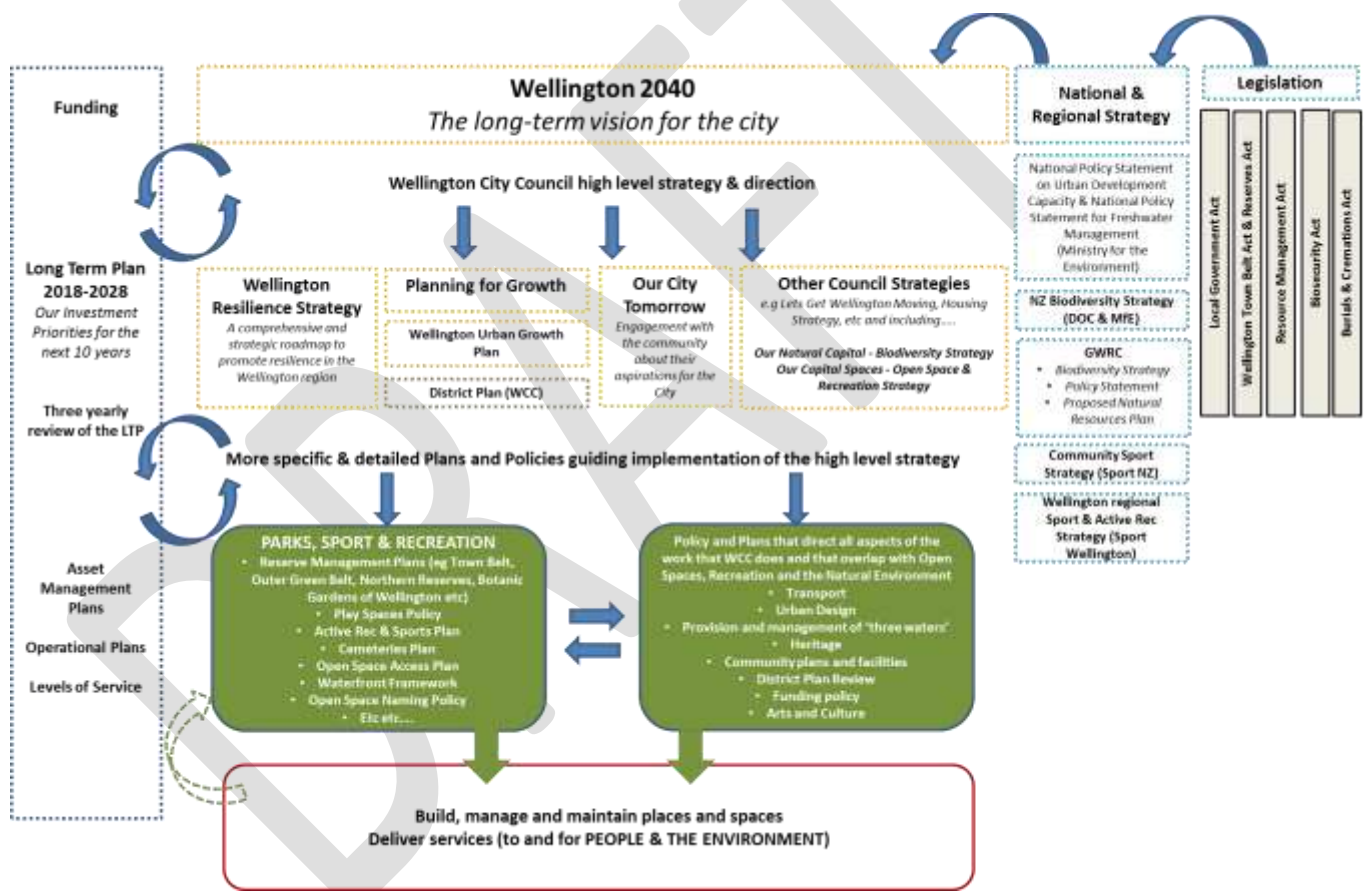 Funding
Long Term Plan
2018-2028
Our Investment
Priorities for the
next 10 years
Three yearly
review of the LTP
Asset
Management
Plans
Operational Plans
Levels of Service
Wellington 2040
The long-term vision for the city
Wellington City Council high level strategy & direction
Wellington
Resilience Strategy
A comprehensive and
strategic roadmap to
promote resilience in the
Wellington region
Planning for Growth
Wellington Urban Growth
Plan
District Plan (WCC)
Our City
Tomorrow
Engagement with
the community
about their
aspirations for the
City
Other Council Strategies
e.g Lets Get Wellington Moving, Housing
Strategy, etc and including....
Our Natural Capital - Biodiversity Strategy
Our Capital Spaces - Open Space &
Recreation Strategy
More specific & detailed Plans and Policies guiding implementation of the high level strategy
PARKS, SPORT & RECREATION
• Reserve Management Plans (eg Town Belt,
Outer Green Belt, Northern Reserves, Botanic
Gardens of Wellington etc)
• Play Spaces Policy
• Active Rec & Sports Plan
• Cemeteries Plan
• Open Space Access Plan
• Waterfront Framework
• Open Space Naming Policy
• Etc etc....
Policy and Plans that direct all aspects of the
work that WCC does and that overlap with Open
Spaces, Recreation and the Natural Environment
• Transport
• Urban Design
• Provision and management of 'three waters'
• Heritage
• Community plans and facilities
• District Plan Review
• Funding policy
• Arts and Culture
Build, manage and maintain places and spaces
Deliver services (to and for PEOPLE & THE ENVIRONMENT)
National &
Regional Strategy
National Policy Statement
on Urban Development
Capacity & National Policy
Statement for Freshwater
Management
(Ministry for the
Environment)
NZ Biodiversity Strategy
(DOC & MfE)
GWRC
• Biodiversity Strategy
• Policy Statement
• Proposed Natural
Resources Plan
Community Sport
Strategy (Sport NZ)
Wellington regional
Sport & Active Rec
Strategy (Sport
Wellington)
Legislation
Local Government Act
Wellington Town Belt Act & Reserves Act
Resource Management Act
Biosecurity Act
Burials & Cremations Act
DRAFT